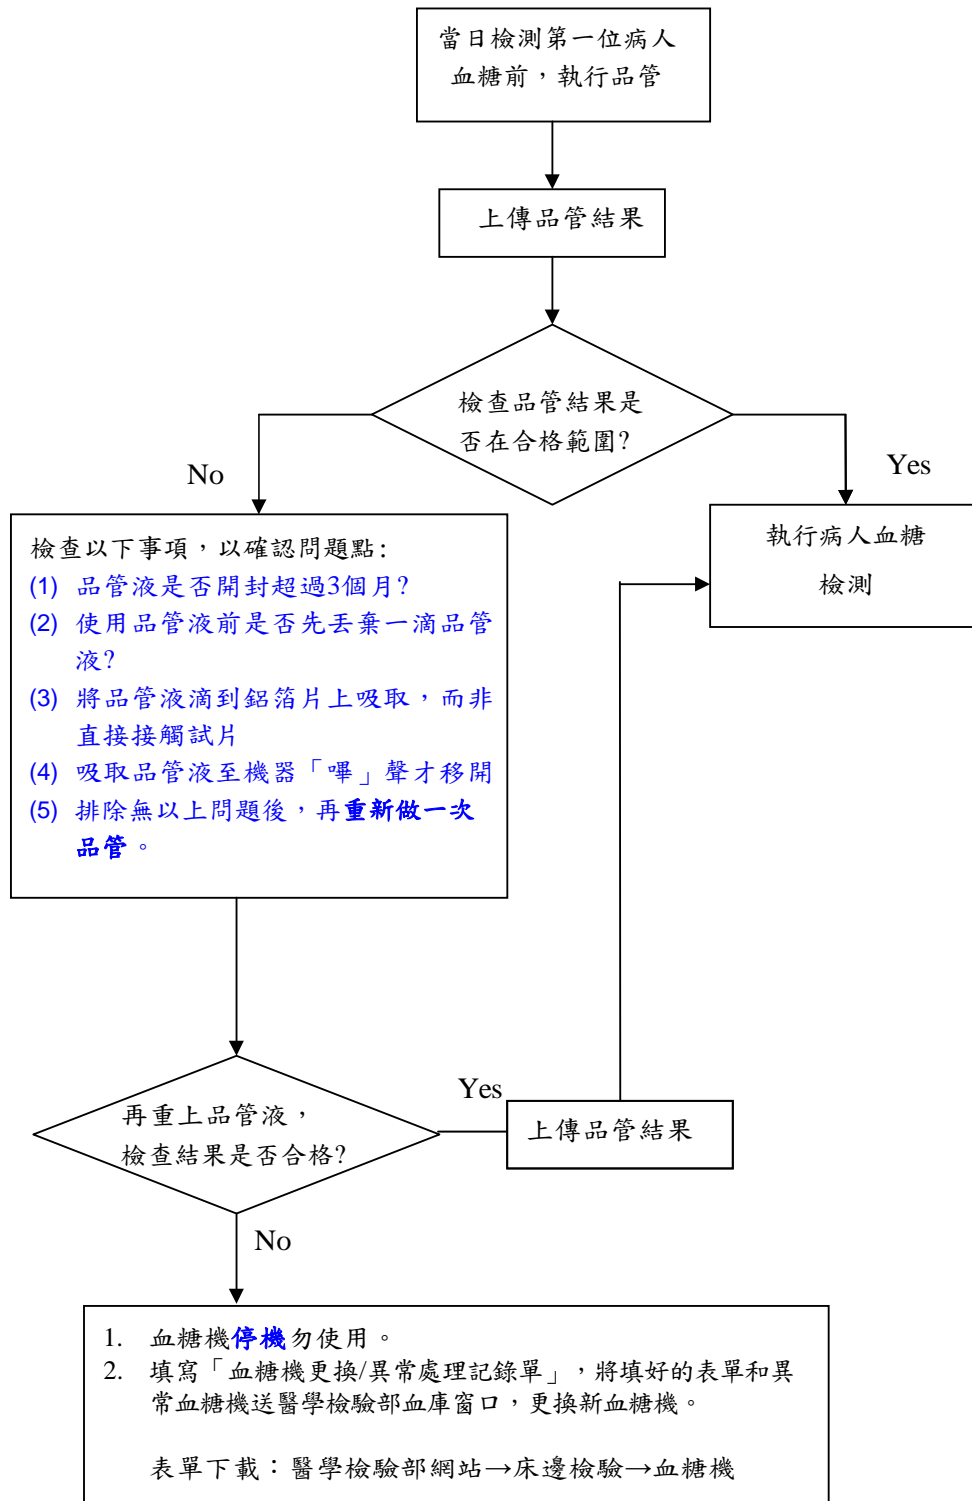 當日檢測第一位病人
血糖前，執行品管
上傳品管結果
檢查品管結果是
否在合格範圍?
No
Yes
檢查以下事項，以確認問題點:
(1) 品管液是否開封超過3個月?
(2) 使用品管液前是否先丟棄一滴品管
液?
(3) 將品管液滴到鋁箔片上吸取，而非
直接接觸試片
(4) 吸取品管液至機器「嗶」聲才移開
(5) 排除無以上問題後，再重新做一次
品管。
執行病人血糖
檢測
再重上品管液，
檢查結果是否合格?
Yes
上傳品管結果
No
1. 血糖機停機勿使用。
2. 填寫「血糖機更換/異常處理記錄單」，將填好的表單和異
常血糖機送醫學檢驗部血庫窗口，更換新血糖機。
表單下載：醫學檢驗部網站→床邊檢驗→血糖機